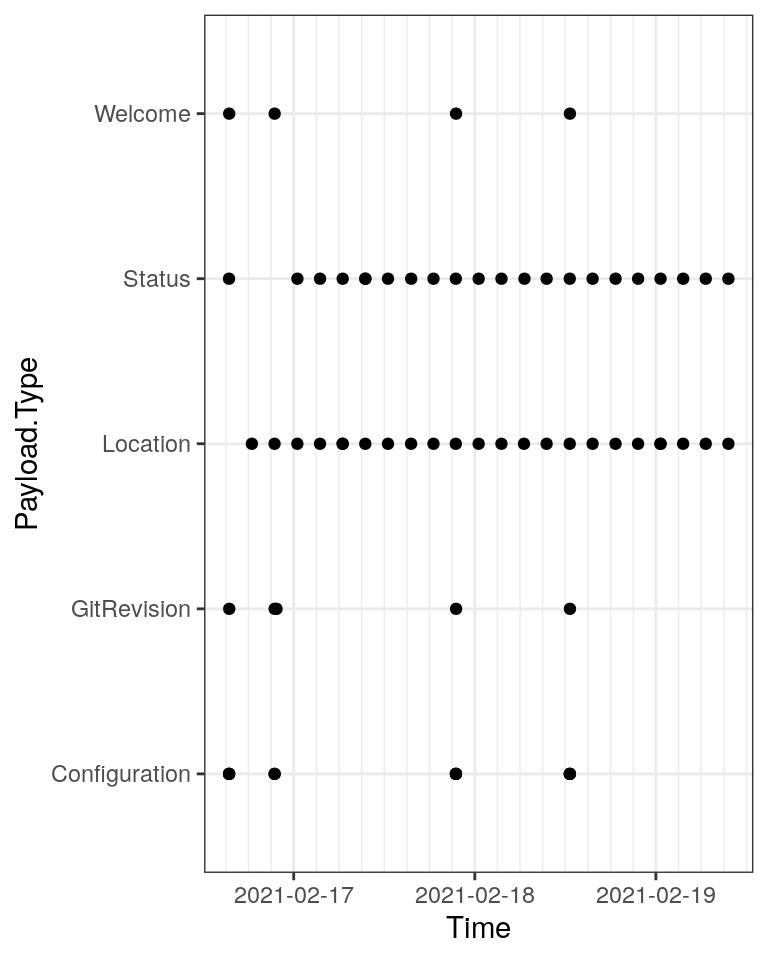 Payload.Type
Welcome
Status
Location
GitRevision
Configuration
2021-02-17 2021-02-18 2021-02-19
Time